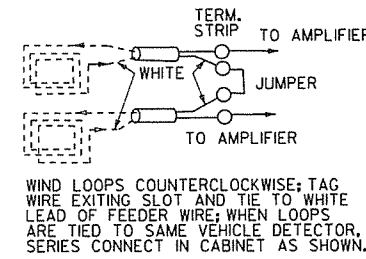 TERM.
STRIP
TO AMPLIFIER
WHITE
JUMPER
TO AMPLIFIER
WIND LOOPS COUNTERCLOCKWISE; TAG
WIRE EXITING SLOT AND TIE TO WHITE
LEAD OF FEEDER WIRE; WHEN LOOPS
ARE TIED TO SAME VEHICLE DETECTOR,
SERIES CONNECT IN CABINET AS SHOWN.